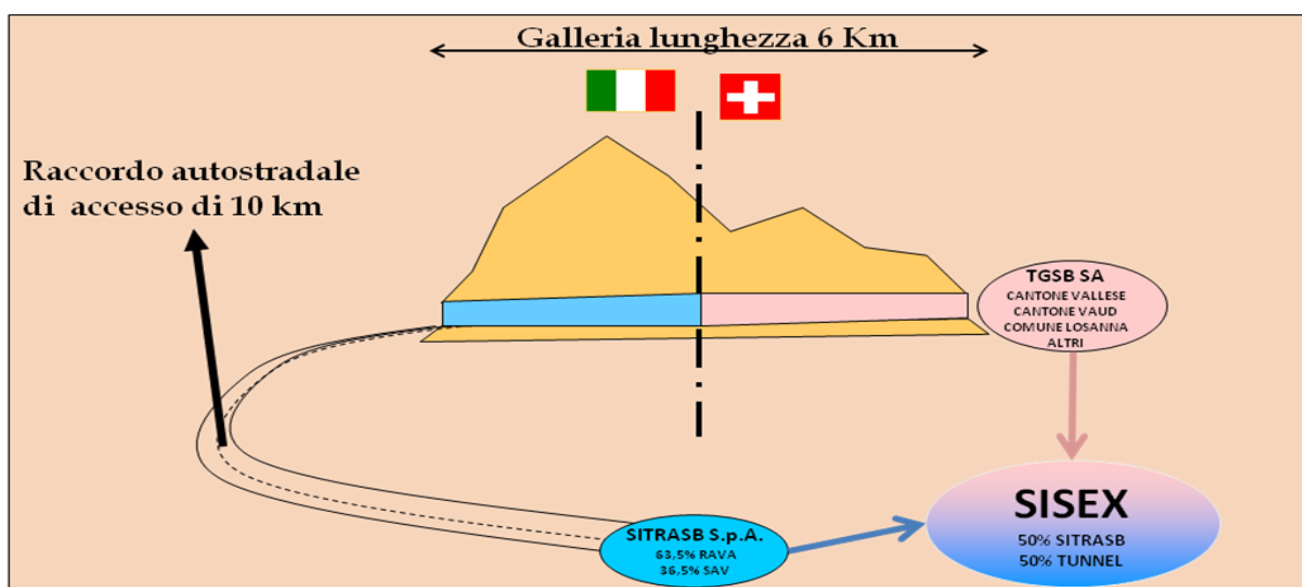 Galleria lunghezza 6 Km
Raccordo autostradale
di accesso di 10 km
TGSB SA
CANTONE VALLESE
CANTONE VAUD
COMUNE LOSANNA
ALTRI
SITRASB S.p.A.
63,5% RAVA
36,5% SAV
SISEX
50% SITRASB
50% TUNNEL